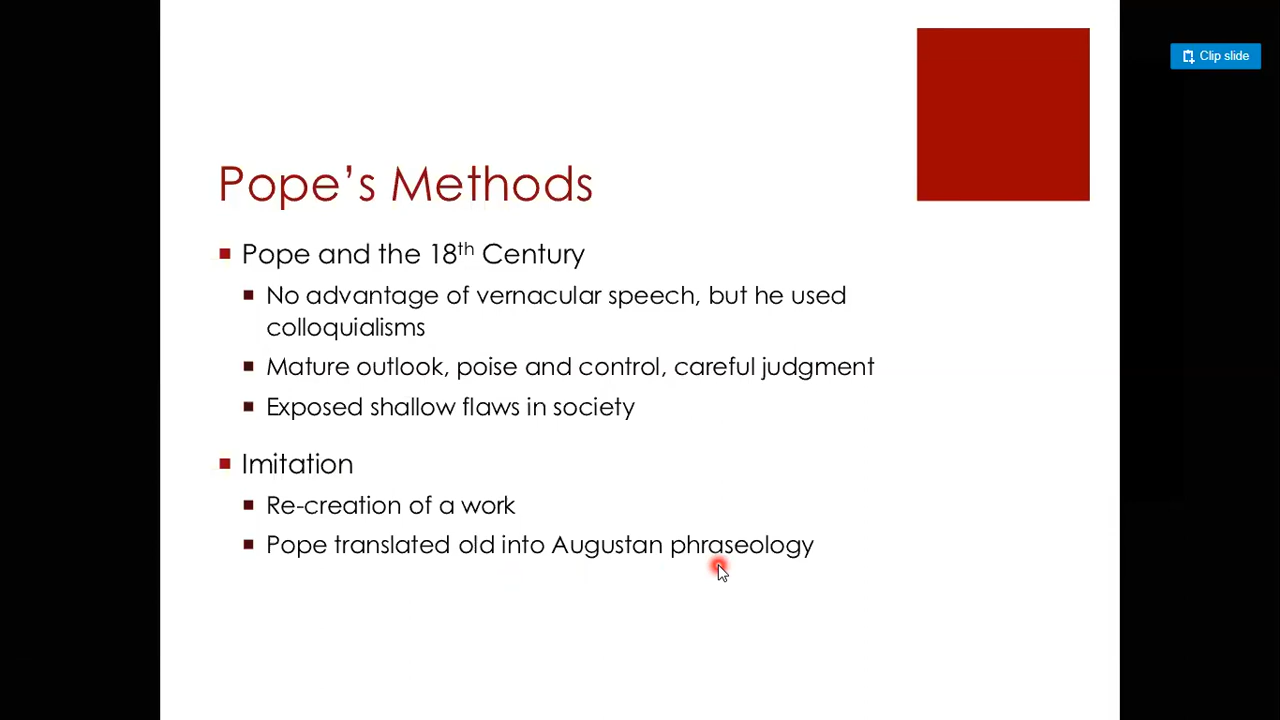 Clip slide
Pope’s Methods
Pope and the 18th Century
No advantage of vernacular speech, but he used
colloquialisms
Mature outlook, poise and control, careful judgment
Exposed shallow flaws in society
Imitation
Re-creation of a work
Pope translated old into Augustan phraseology